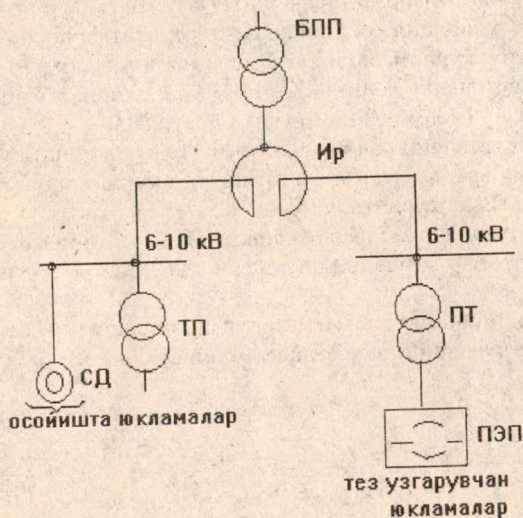 БПП
Ир
6-10 кВ
6-10 кВ
ТП
ПТ
СД
осойишта юкламалар
ПЭП
тез узгарувчан
юкламалар